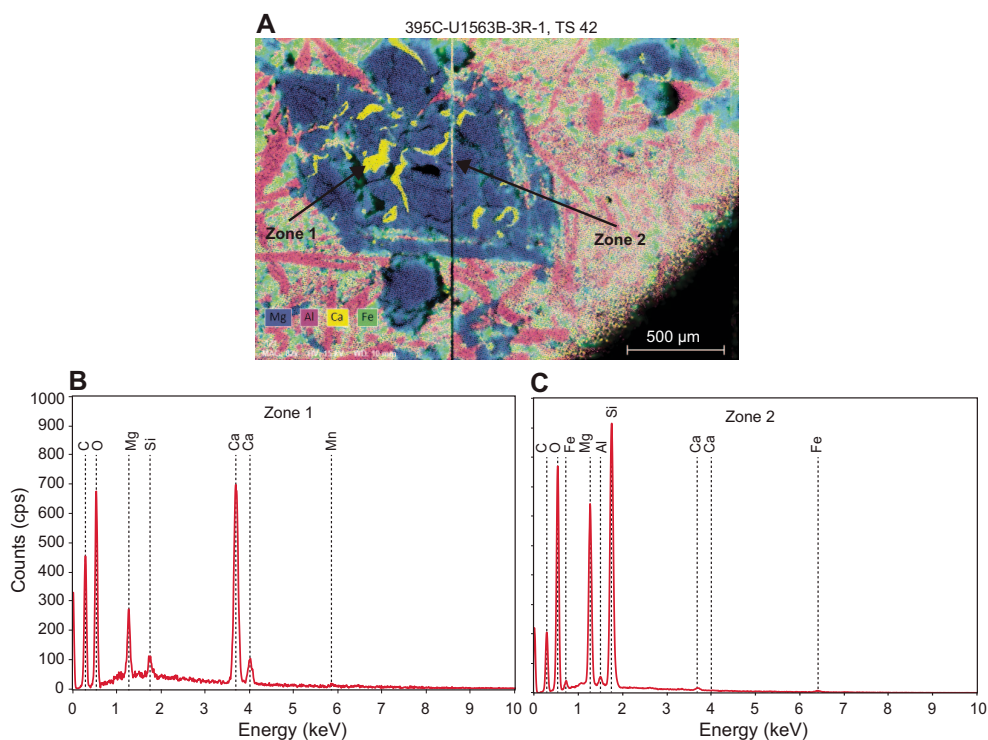 A
395C-U1563B-3R-1, TS 42
Zone 1
Zone 2
Mg Al Ca Fe
500 µm
B
Zone 1
C O Mg Si Ca Ca Mn
1000
900
800
700
600
500
400
300
200
100
0
Counts (cps)
0 1 2 3 4 5 6 7 8 9 10
Energy (keV)
C
Zone 2
C O Fe Mg Al Si Ca Ca Fe
0 1 2 3 4 5 6 7 8 9 10
Energy (keV)